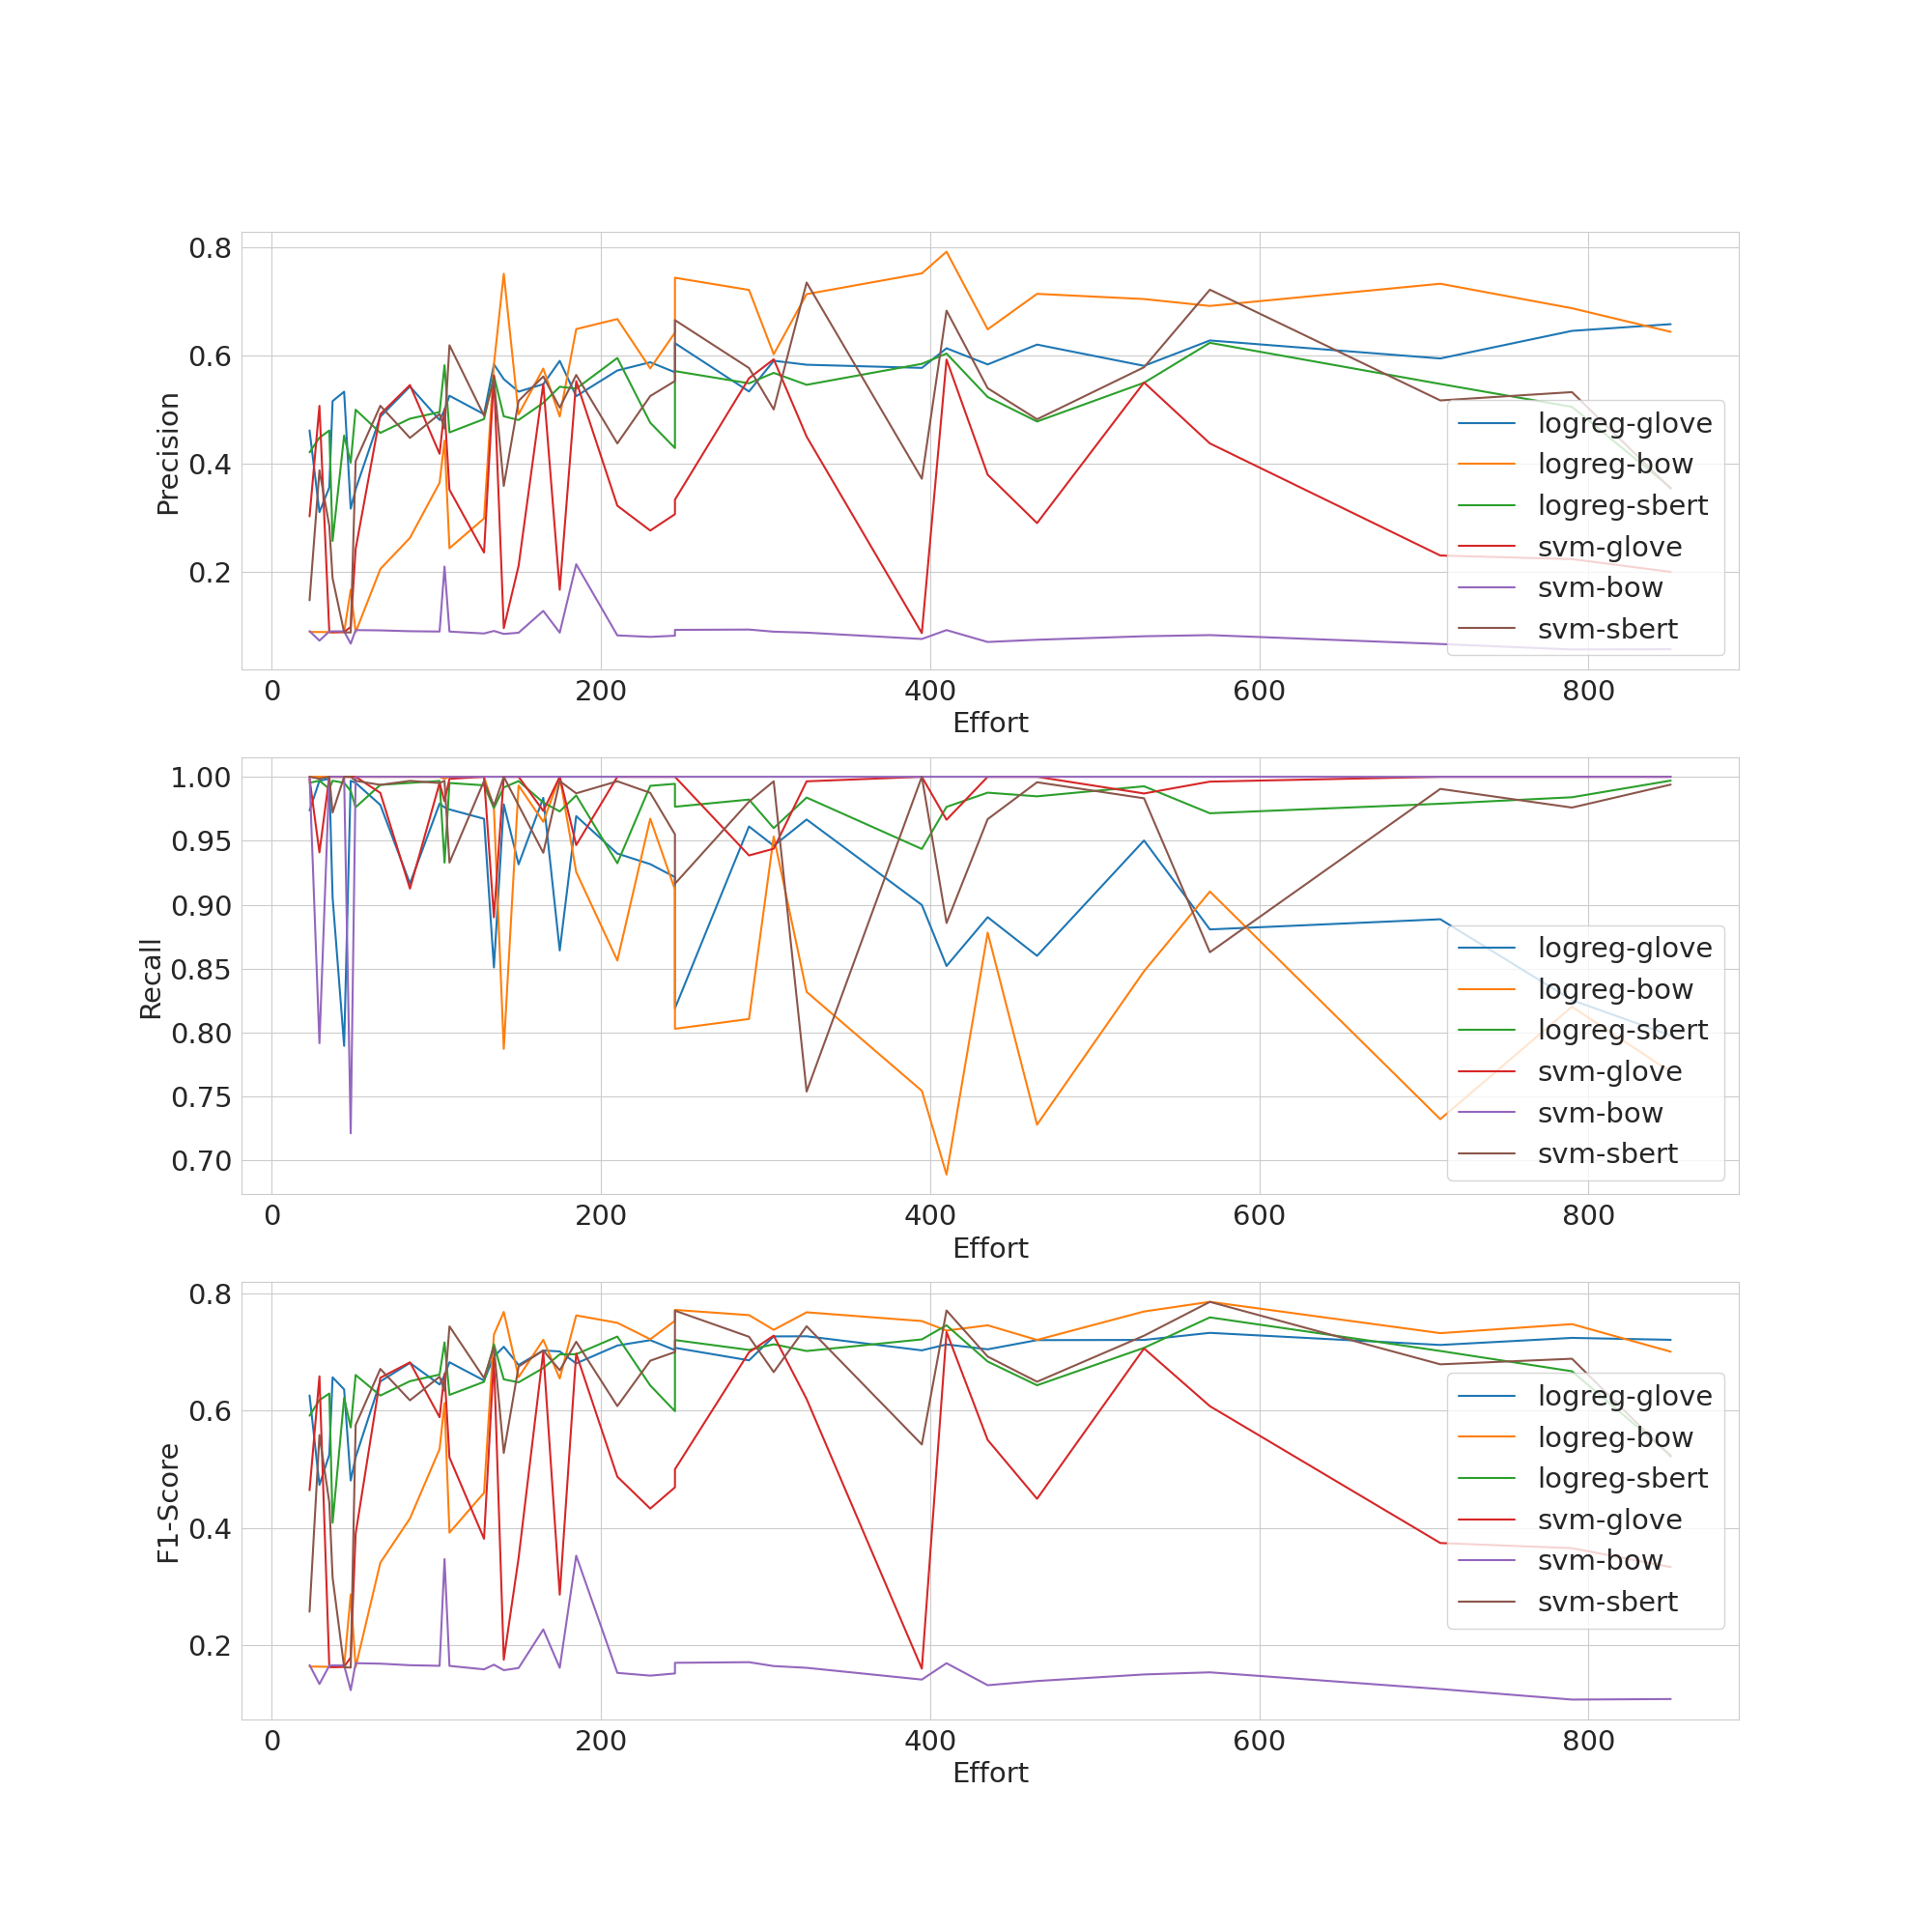 0.8
0.6
0.4
0.2
Precision
logreg-glove
logreg-bow
logreg-sbert
svm-glove
svm-bow
svm-sbert
0 200 400 600 800
Effort
1.00
0.95
0.90
0.85
0.80
0.75
0.70
Recall
logreg-glove
logreg-bow
logreg-sbert
svm-glove
svm-bow
svm-sbert
0 200 400 600 800
Effort
0.8
0.6
0.4
0.2
F1-Score
logreg-glove
logreg-bow
logreg-sbert
svm-glove
svm-bow
svm-sbert
0 200 400 600 800
Effort